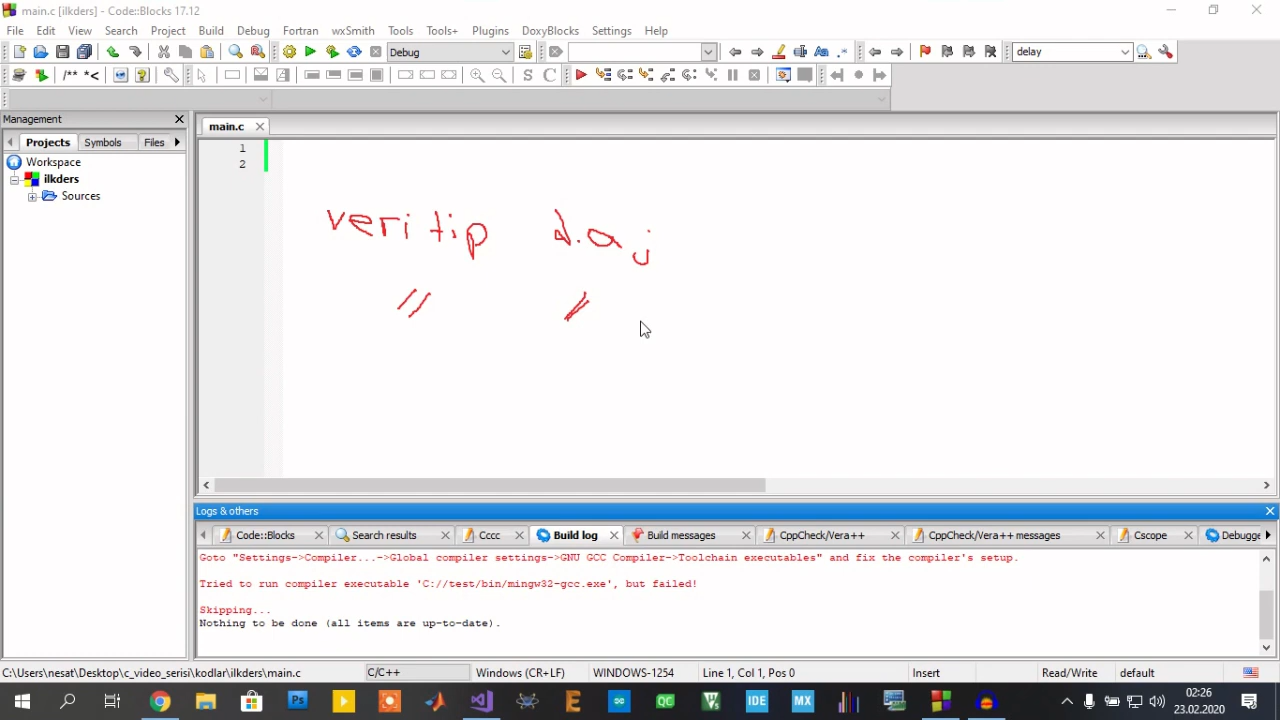 main.c [ilkders] - Code::Blocks 17.12
File Edit View Search Project Build Debug Fortran wxSmith Tools Tools+ Plugins DoxyBlocks Settings Help
Debug
delay
/** *<
S C
Management
main.c
Projects Symbols Files
1
2
Workspace
ilkders
Sources
veri tip d.a;
Logs & others
Code::Blocks Search results Cccc Build log Build messages CppCheck/Vera++ CppCheck/Vera++ messages Cscope Debugge
Goto "Settings->Compiler...->Global compiler settings->GNU GCC Compiler->Toolchain executables" and fix the compiler's setup.
Tried to run compiler executable 'C://test/bin/mingw32-gcc.exe', but failed!
Skipping...
Nothing to be done (all items are up-to-date).
C:\Users\nesat\Desktop\c_video_serisi\kodlar\ilkders\main.c C/C++ Windows (CR+LF) WINDOWS-1254 Line 1, Col 1, Pos 0 Insert Read/Write default
Ps QC IDE MX
02:26
23.02.2020